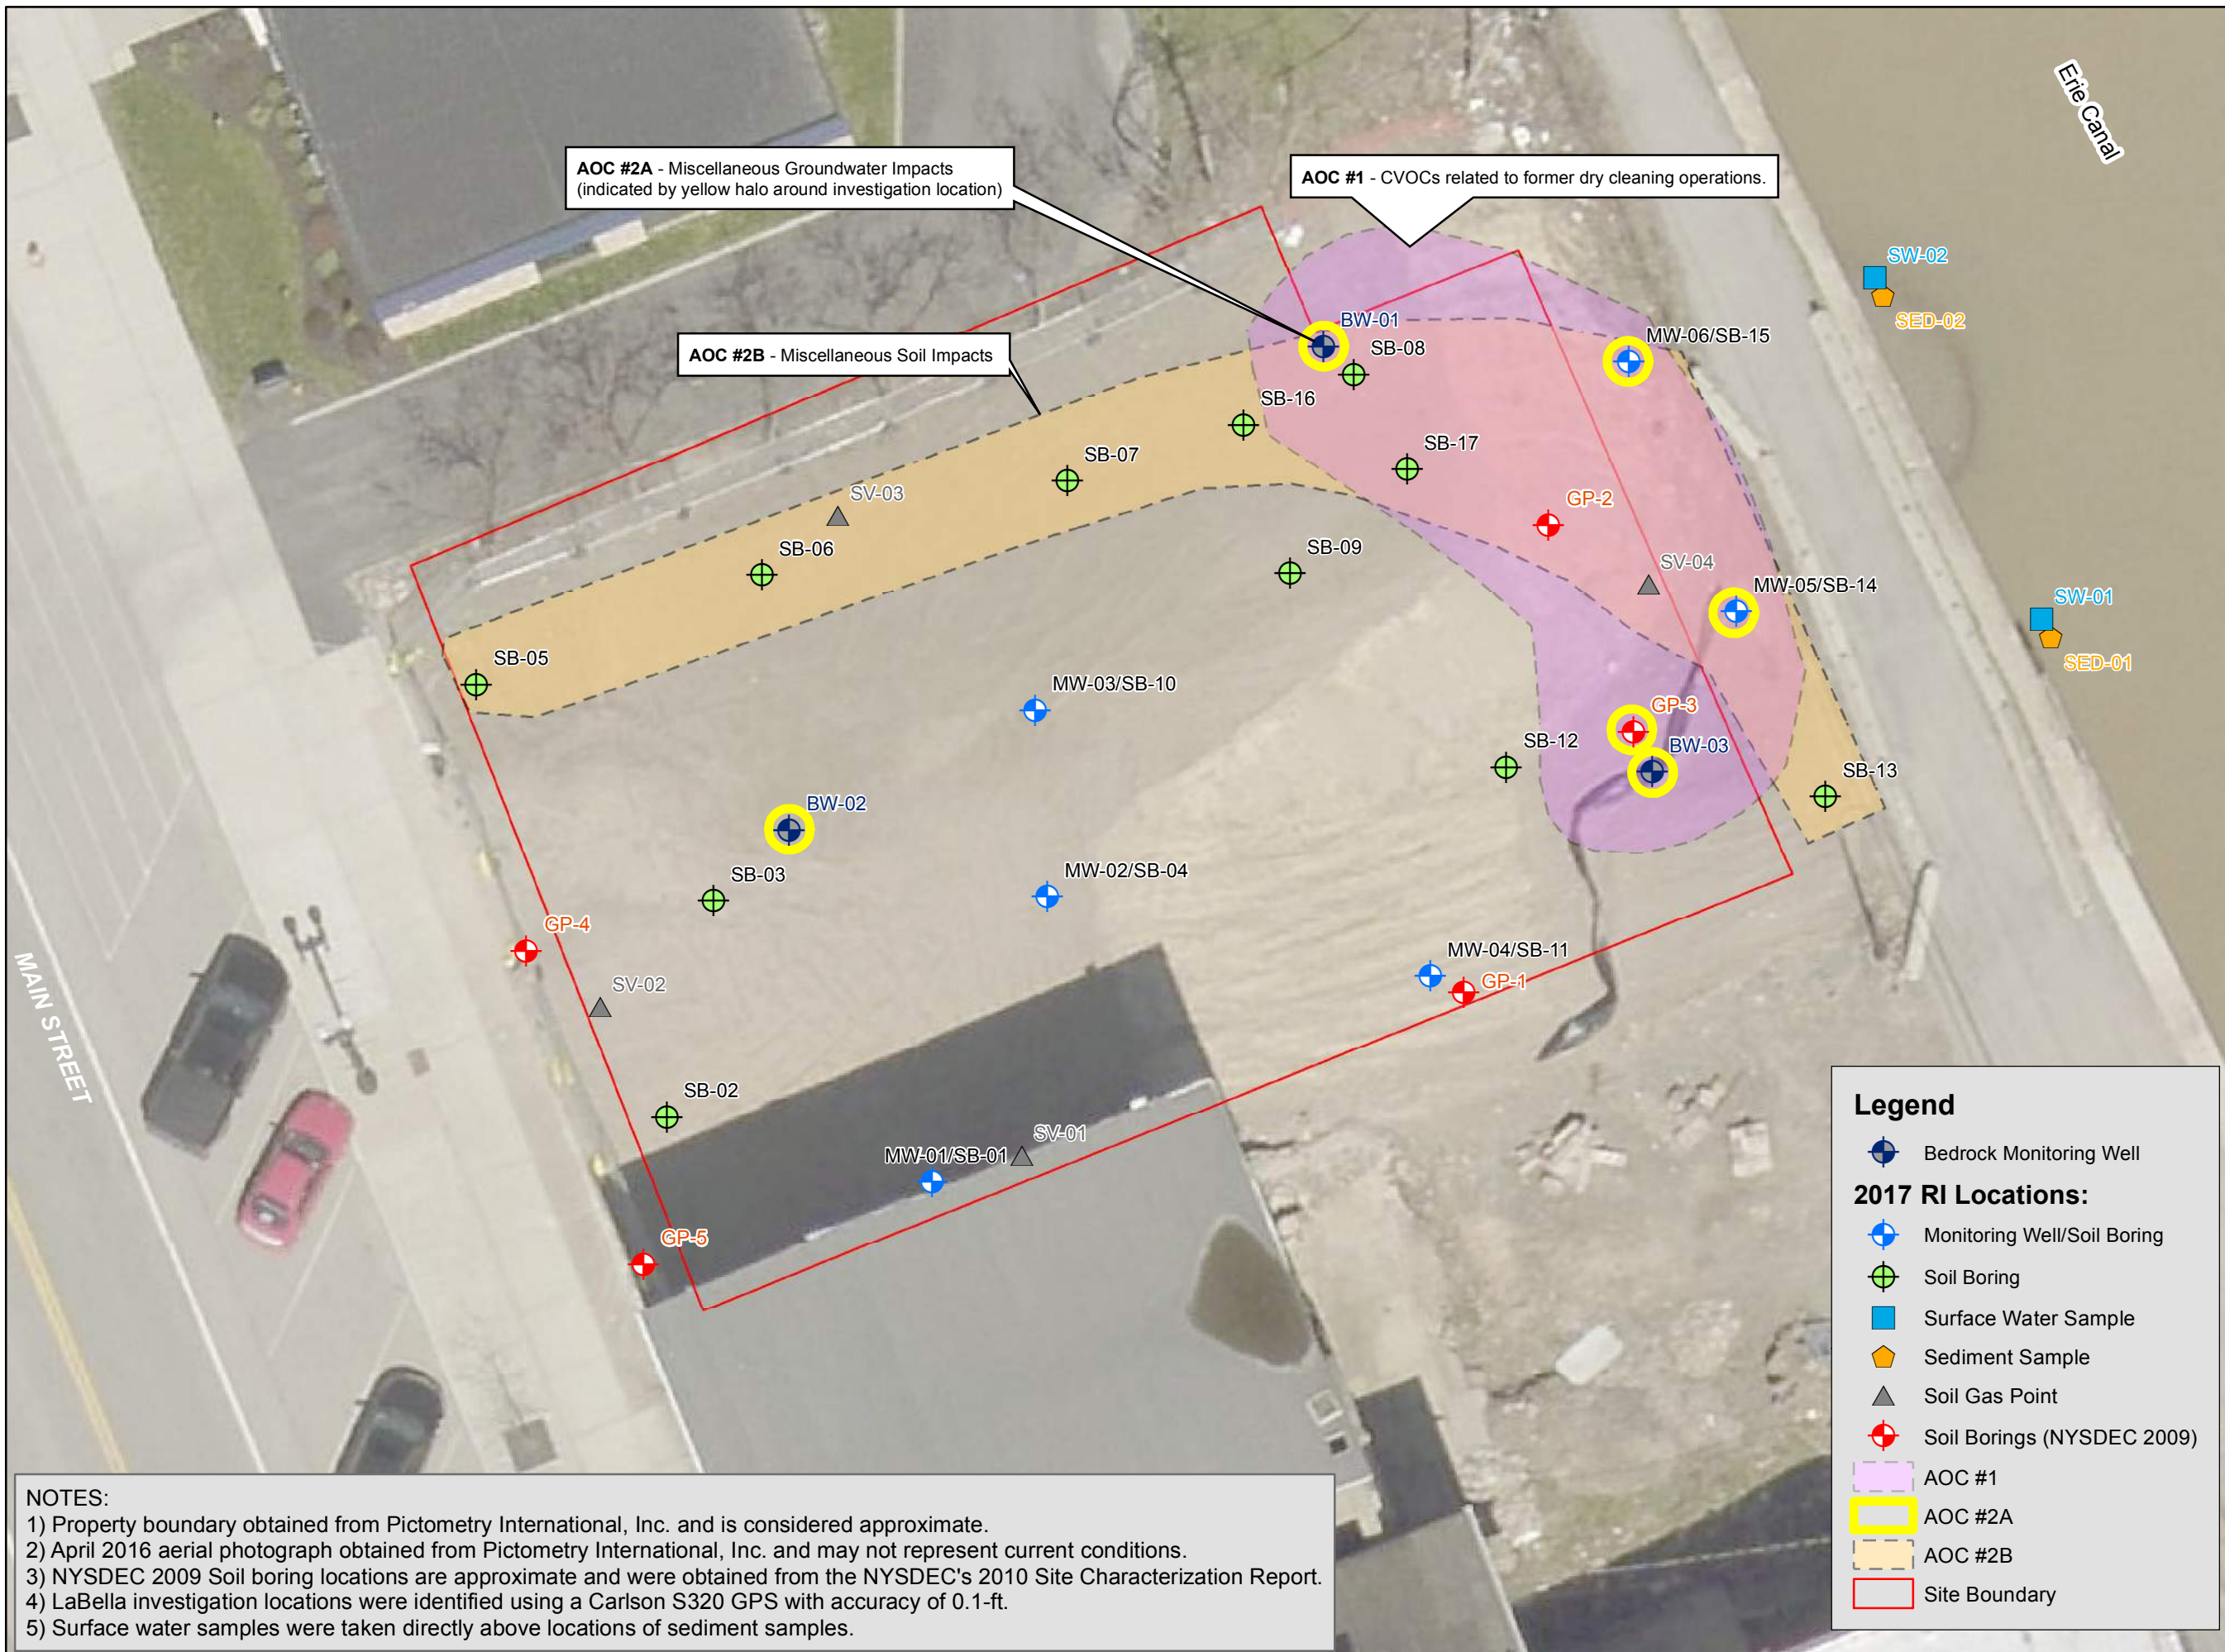 Erie Canal
AOC #2A - Miscellaneous Groundwater Impacts
(indicated by yellow halo around investigation location)
AOC #1 - CVOCs related to former dry cleaning operations.
SW-02
SED-02
BW-01
MW-06/SB-15
AOC #2B - Miscellaneous Soil Impacts
SB-08
SB-16
SB-17
SB-07
SV-03
GP-2
SB-06
SB-09
SV-04
MW-05/SB-14
SW-01
SED-01
SB-05
MW-03/SB-10
GP-3
SB-12
BW-03
SB-13
BW-02
SB-03
MW-02/SB-04
GP-4
MW-04/SB-11
GP-1
SV-02
MAIN STREET
SB-02
SV-01
MW-01/SB-01
GP-5
Legend
Bedrock Monitoring Well
2017 RI Locations:
Monitoring Well/Soil Boring
Soil Boring
Surface Water Sample
Sediment Sample
Soil Gas Point
Soil Borings (NYSDEC 2009)
AOC #1
AOC #2A
AOC #2B
Site Boundary
NOTES:
1) Property boundary obtained from Pictometry International, Inc. and is considered approximate.
2) April 2016 aerial photograph obtained from Pictometry International, Inc. and may not represent current conditions.
3) NYSDEC 2009 Soil boring locations are approximate and were obtained from the NYSDEC's 2010 Site Characterization Report.
4) LaBella investigation locations were identified using a Carlson S320 GPS with accuracy of 0.1-ft.
5) Surface water samples were taken directly above locations of sediment samples.